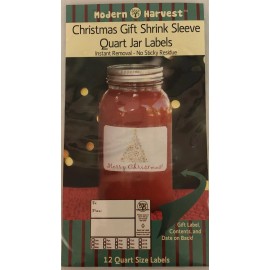 Modern Harvest™
Christmas Gift Shrink Sleeve
Quart Jar Labels
Instant Removal - No Sticky Residue
Merry Christmas!
To:
From:
Gift Label,
Contents, and
Date on Back!
12 Quart Size Labels